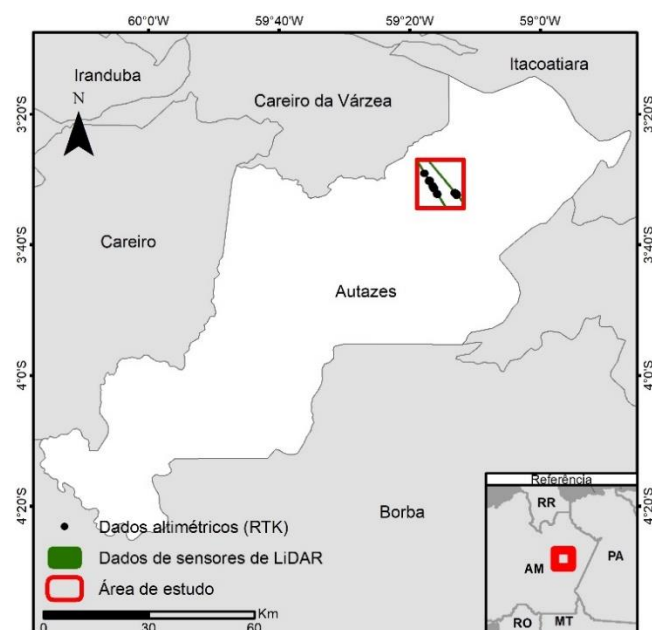 60°0'W 59°40'W 59°20'W 59°0'W
Itacoatiara
Iranduba
N
Careiro da Várzea
3°20'S 3°20'S
3°40'S 3°40'S
Careiro
Autazes
4°0'S 4°0'S
4°20'S 4°20'S
Borba
Referência
RR
PA
AM
RO MT
Dados altimétricos (RTK)
Dados de sensores de LiDAR
Área de estudo
Km
0 30 60